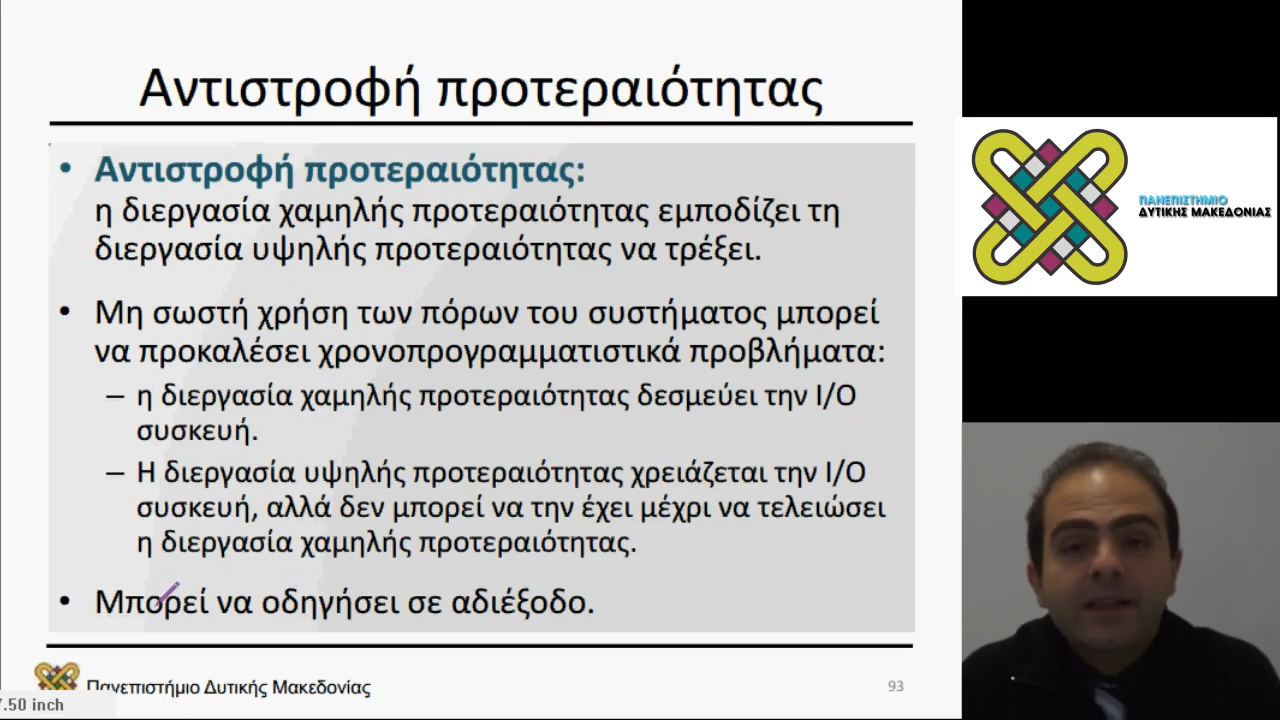 Αντιστροφή προτεραιότητας
• Αντιστροφή προτεραιότητας:
η διεργασία χαμηλής προτεραιότητας εμποδίζει τη
διεργασία υψηλής προτεραιότητας να τρέξει.
• Μη σωστή χρήση των πόρων του συστήματος μπορεί
να προκαλέσει χρονοπρογραμματιστικά προβλήματα:
– η διεργασία χαμηλής προτεραιότητας δεσμεύει την I/O
συσκευή.
– Η διεργασία υψηλής προτεραιότητας χρειάζεται την I/O
συσκευή, αλλά δεν μπορεί να την έχει μέχρι να τελειώσει
η διεργασία χαμηλής προτεραιότητας.
• Μπορεί να οδηγήσει σε αδιέξοδο.
Πανεπιστήμιο Δυτικής Μακεδονίας
93
7.50 inch
ΠΑΝΕΠΙΣΤΗΜΙΟ
ΔΥΤΙΚΗΣ ΜΑΚΕΔΟΝΙΑΣ